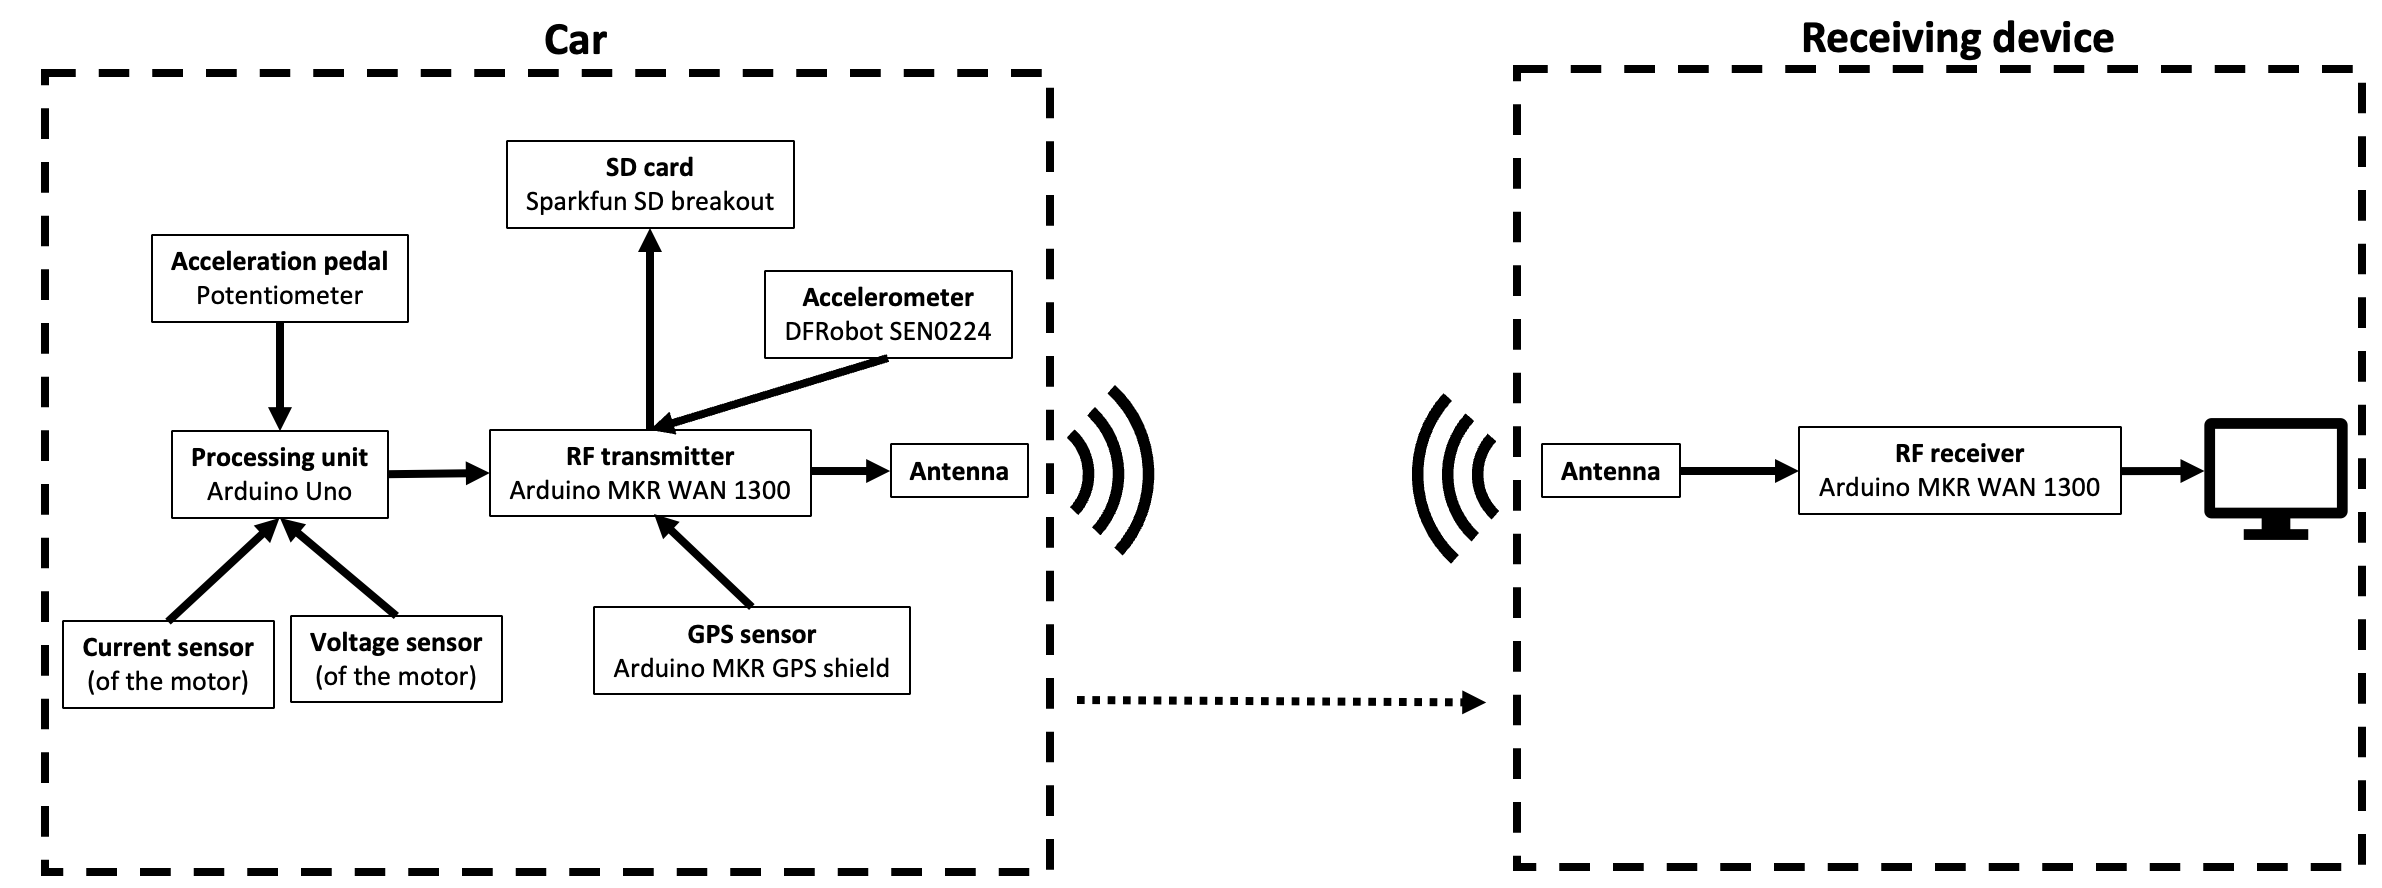 Car
Receiving device
SD card
Sparkfun SD breakout
Acceleration pedal
Potentiometer
Accelerometer
DFRobot SEN0224
Processing unit
Arduino Uno
RF transmitter
Arduino MKR WAN 1300
Antenna
Antenna
RF receiver
Arduino MKR WAN 1300
Current sensor
(of the motor)
Voltage sensor
(of the motor)
GPS sensor
Arduino MKR GPS shield